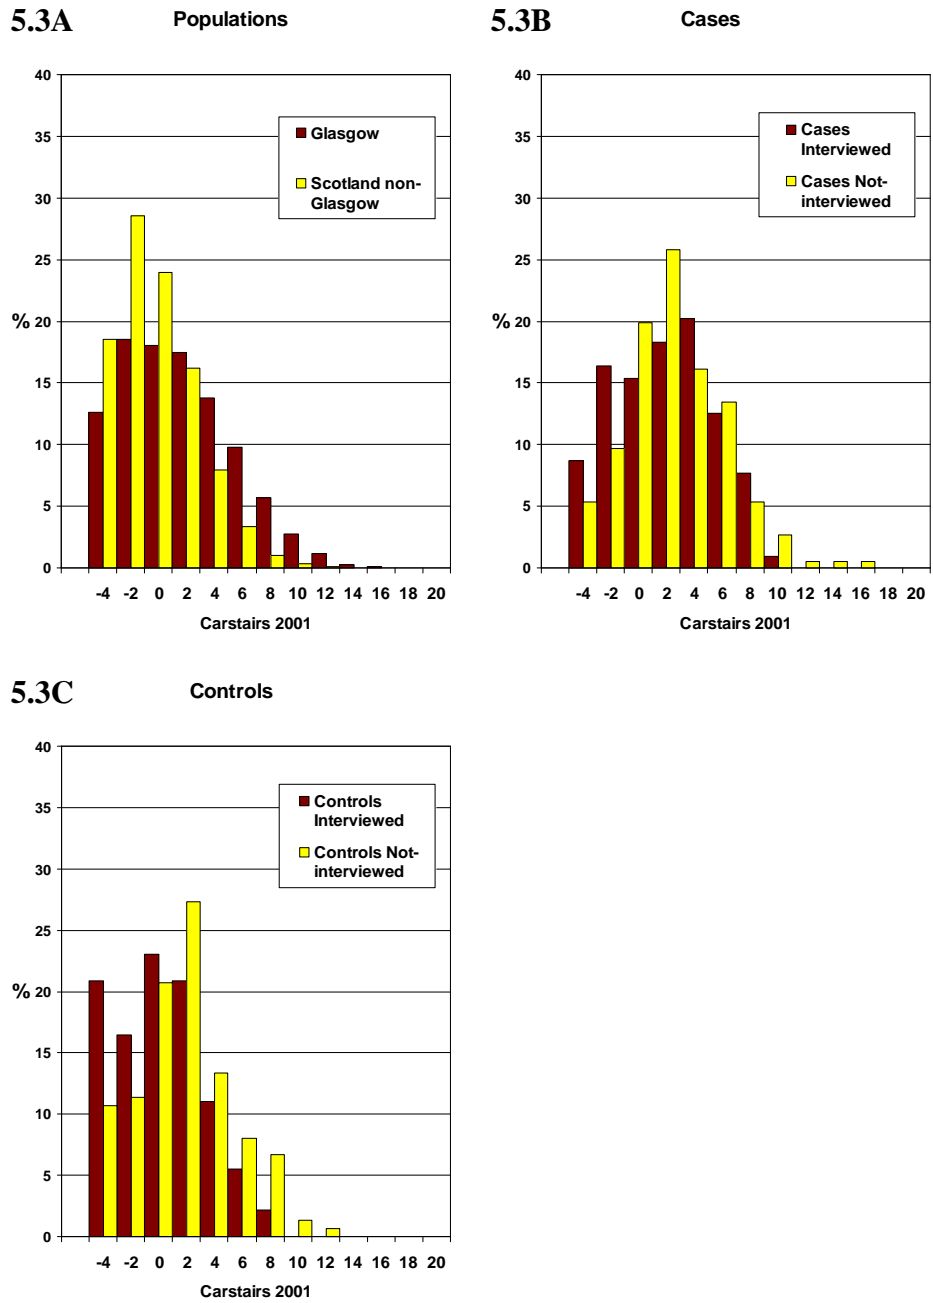 5.3A Populations
40
35
30
25
% 20
15
10
5
0
Glasgow
Scotland non-
Glasgow
-4 -2 0 2 4 6 8 10 12 14 16 18 20
Carstairs 2001
5.3B Cases
40
35
30
25
% 20
15
10
5
0
Cases
Interviewed
Cases Not-
interviewed
-4 -2 0 2 4 6 8 10 12 14 16 18 20
Carstairs 2001
5.3C Controls
40
35
30
25
% 20
15
10
5
0
Controls
Interviewed
Controls Not-
interviewed
-4 -2 0 2 4 6 8 10 12 14 16 18 20
Carstairs 2001